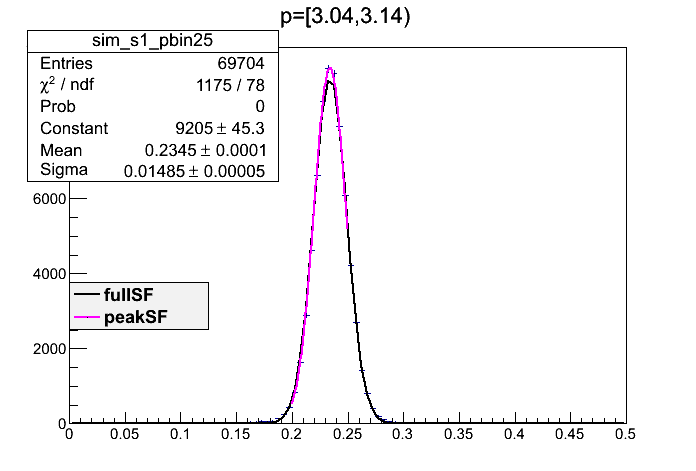 p=[3.04,3.14)
sim_s1_pbin25
Entries 69704
χ² / ndf 1175 / 78
Prob 0
Constant 9205 ± 45.3
Mean 0.2345 ± 0.0001
Sigma 0.01485 ± 0.00005
6000
4000
fullSF
peakSF
2000
0
0 0.05 0.1 0.15 0.2 0.25 0.3 0.35 0.4 0.45 0.5